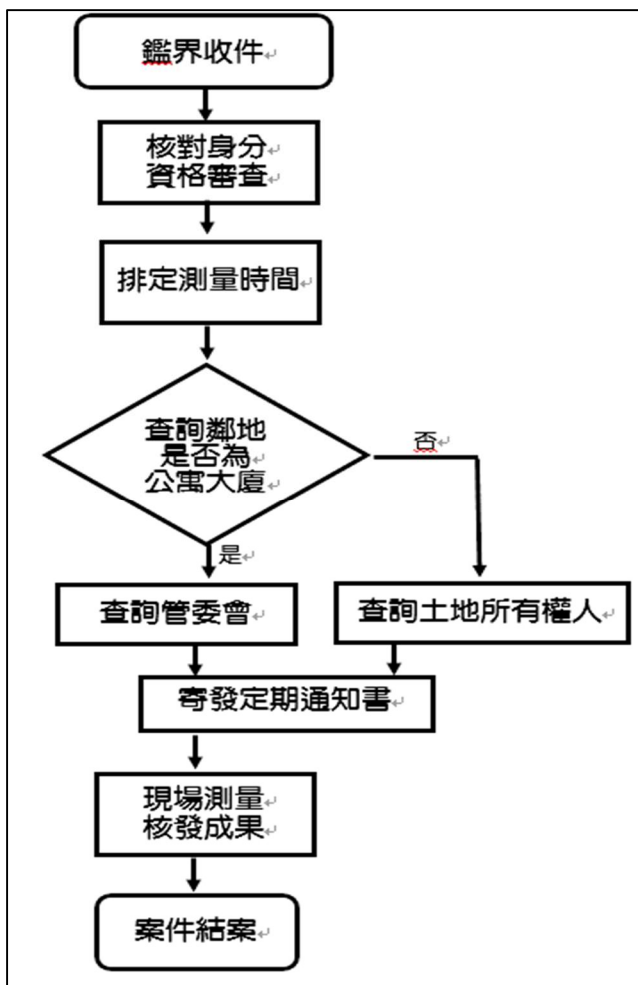 鑑界收件
核對身分
資格審查
排定測量時間
查詢鄰地
是否為
公寓大廈
否
是
查詢管委會
查詢土地所有權人
寄發定期通知書
現場測量
核發成果
案件結案